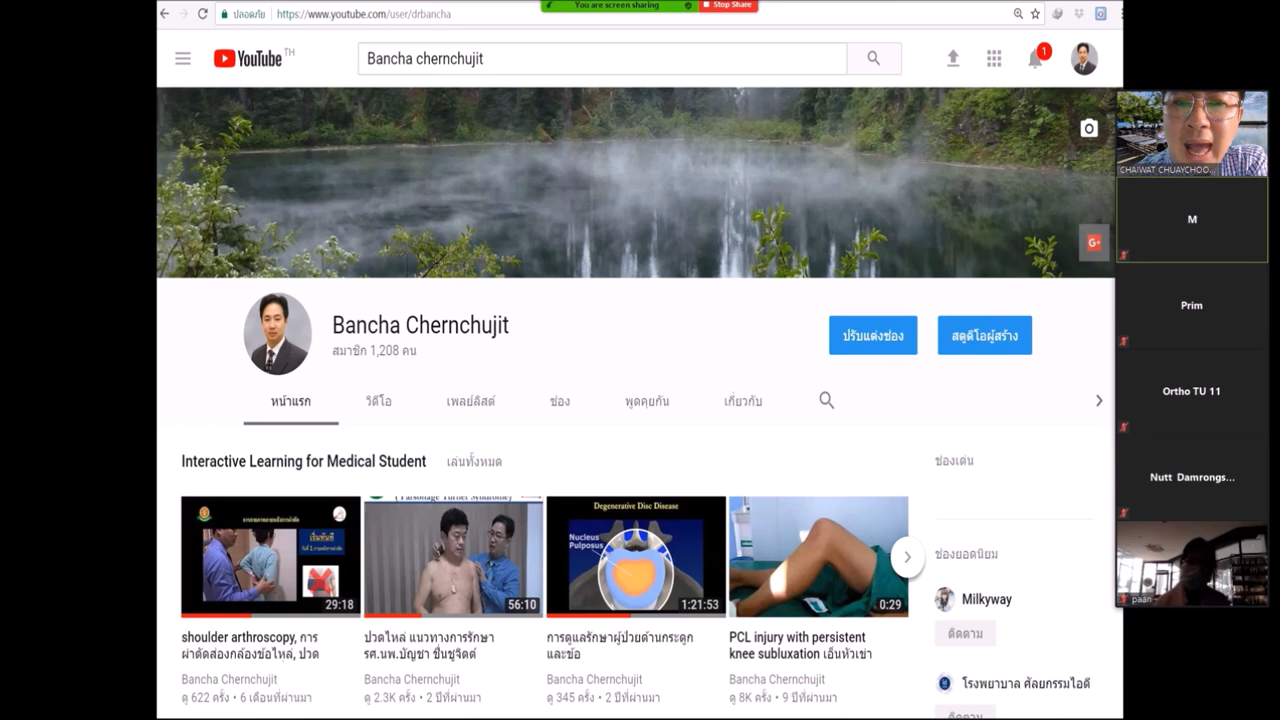 You are screen sharing
Stop Share
ปลอดภัย
https://www.youtube.com/user/drbancha
YouTube TH
Bancha chernchujit
1
CHAIWAT CHUAYCHOO...
M
Prim
Ortho TU 11
Nutt Damrongs...
paan
Bancha Chernchujit
สมาชิก 1,208 คน
ปรับแต่งช่อง
สตูดิโอผู้สร้าง
หน้าแรก วิดีโอ เพลย์ลิสต์ ช่อง พูดคุยกัน เกี่ยวกับ
Interactive Learning for Medical Student เล่นทั้งหมด
เริ่มทันที
29:18
shoulder arthroscopy, การ
ผ่าตัดส่องกล้องข้อไหล่, ปวด
Bancha Chernchujit
ดู 622 ครั้ง • 6 เดือนที่ผ่านมา
( Parsonage Turner Syndrome)
56:10
ปวดไหล่ แนวทางการรักษา
รศ.นพ.บัญชา ชื่นชูจิตต์
Bancha Chernchujit
ดู 2.3K ครั้ง • 2 ปีที่ผ่านมา
Degenerative Disc Disease
Nucleus
Pulposus
1:21:53
การดูแลรักษาผู้ป่วยด้านกระดูก
และข้อ
Bancha Chernchujit
ดู 345 ครั้ง • 2 ปีที่ผ่านมา
0:29
PCL injury with persistent
knee subluxation เอ็นหัวเข่า
Bancha Chernchujit
ดู 8K ครั้ง • 9 ปีที่ผ่านมา
ช่องเด่น
ช่องยอดนิยม
Milkyway
ติดตาม
โรงพยาบาล ศัลยกรรมไอดี
ติดตาม